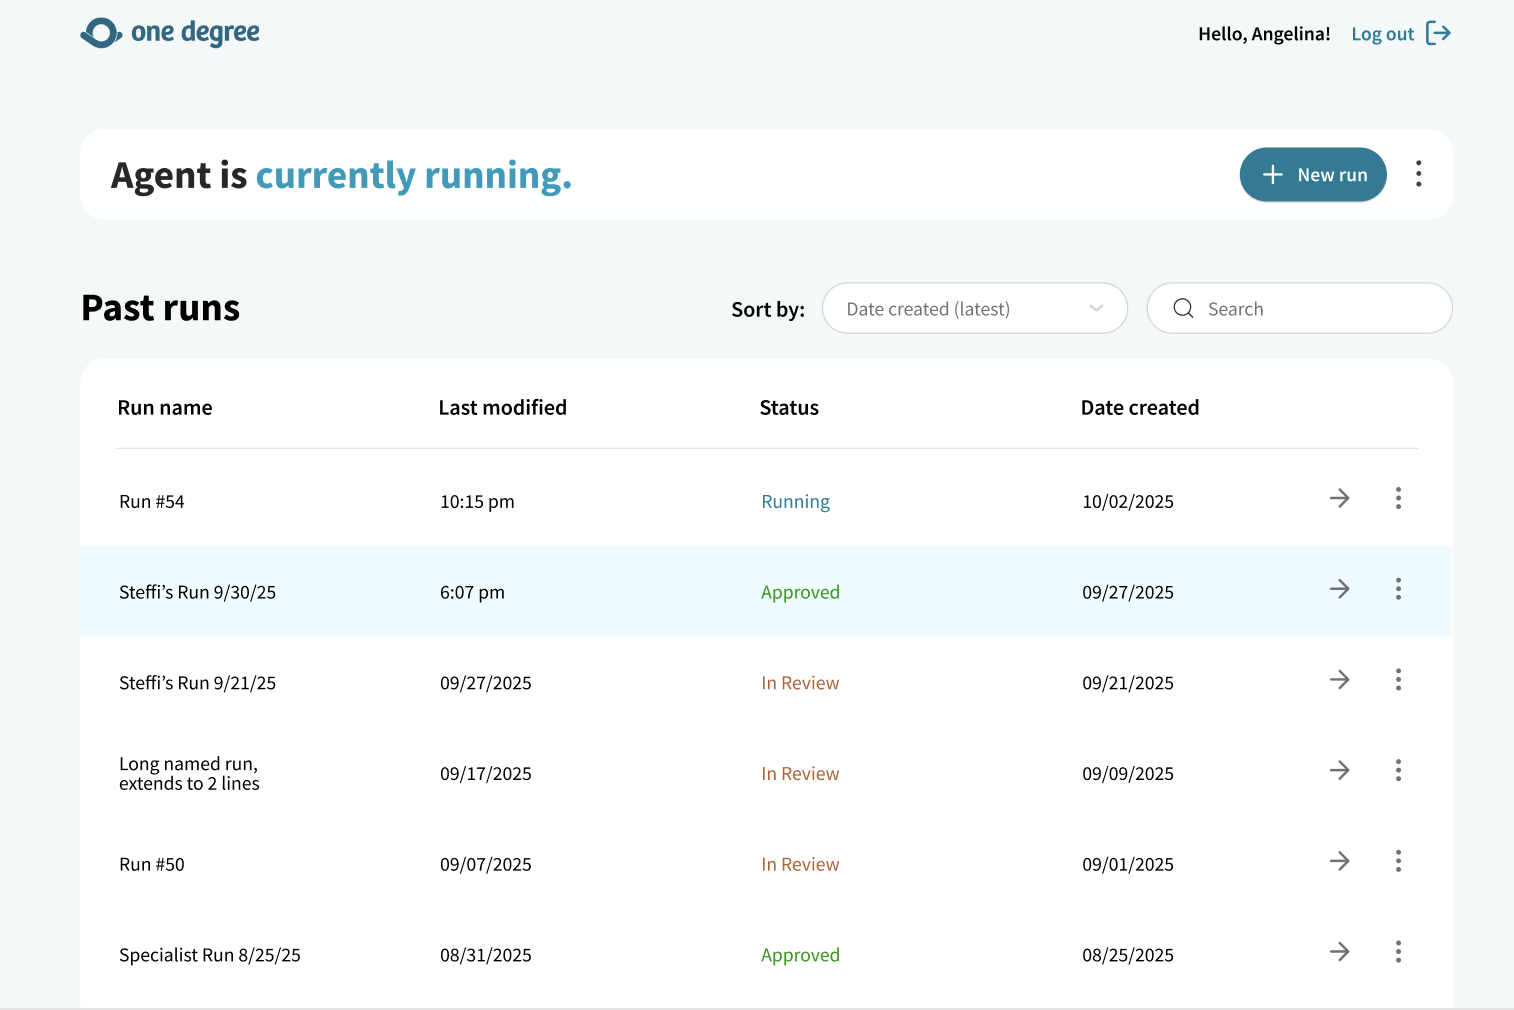 one degree
Hello, Angelina!
Log out
Agent is currently running.
New run
Past runs
Sort by:
Date created (latest)
Search
Run name
Last modified
Status
Date created
Run #54
10:15 pm
Running
10/02/2025
Steffi’s Run 9/30/25
6:07 pm
Approved
09/27/2025
Steffi’s Run 9/21/25
09/27/2025
In Review
09/21/2025
Long named run,
extends to 2 lines
09/17/2025
In Review
09/09/2025
Run #50
09/07/2025
In Review
09/01/2025
Specialist Run 8/25/25
08/31/2025
Approved
08/25/2025